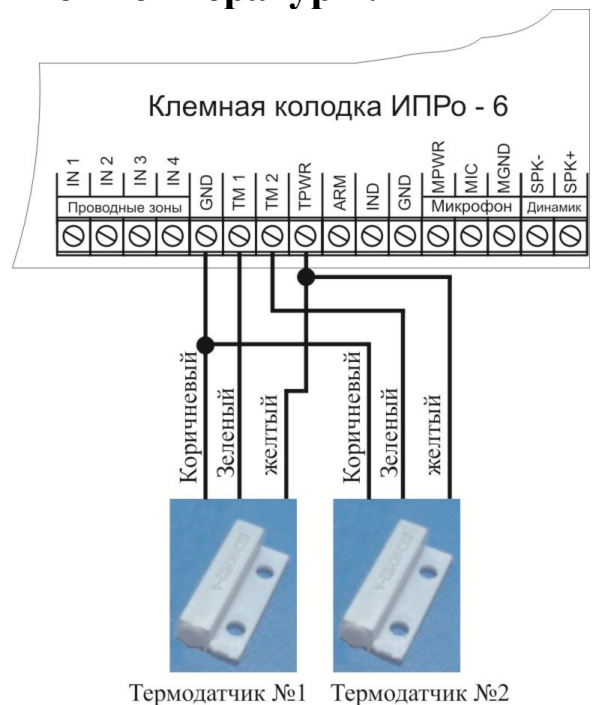 Клемная колодка ИПРо - 6
IN 1
IN 2
IN 3
IN 4
GND
TM 1
TM 2
TPWR
ARM
IND
GND
MPWR
MIC
MGND
SPK-
SPK+
Проводные зоны
Микрофон
Динамик
Коричневый
Зеленый
желтый
Коричневый
Зеленый
желтый
Термодатчик №1
Термодатчик №2